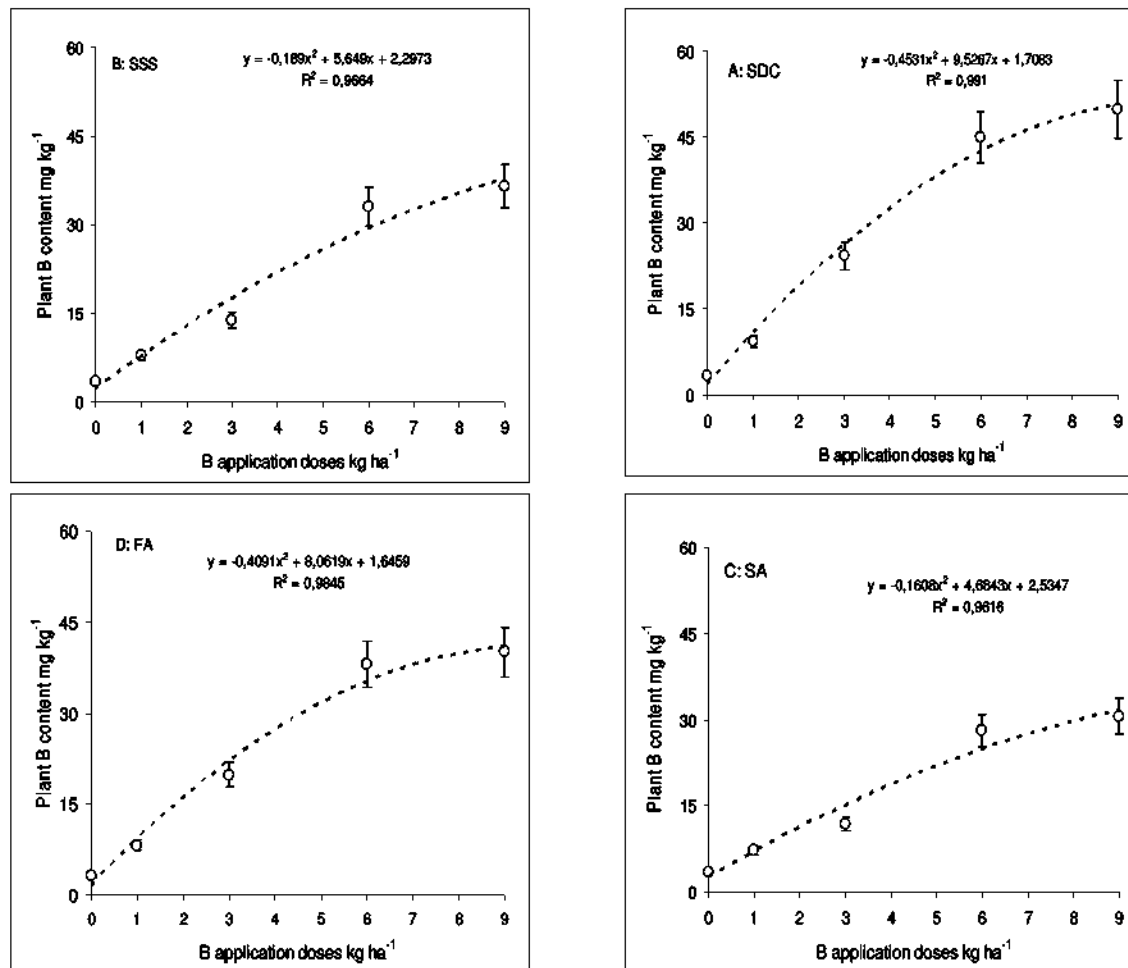 B: SSS
y = -0,189x² + 5,649x + 2,2973
R² = 0,9664
Plant B content mg kg⁻¹
60
45
30
15
0
0 1 3 4 6 7 8 9
B application doses kg ha⁻¹
A: SDC
y = -0,4531x² + 9,5267x + 1,7083
R² = 0,991
Plant B content mg kg⁻¹
60
45
30
15
0
0 1 2 3 4 5 6 7 8 9
B application doses kg ha⁻¹
D: FA
y = -0,4091x² + 8,0619x + 1,6459
R² = 0,9845
Plant B content mg kg⁻¹
60
45
30
15
0
0 1 3 3 4 5 6 7 8 9
B application doses kg ha⁻¹
C: SA
y = -0,1608x² + 4,6843x + 2,5347
R² = 0,9616
Plant B content mg kg⁻¹
60
45
30
15
0
0 1 2 3 4 5 6 7 8 9
B application doses kg ha⁻¹